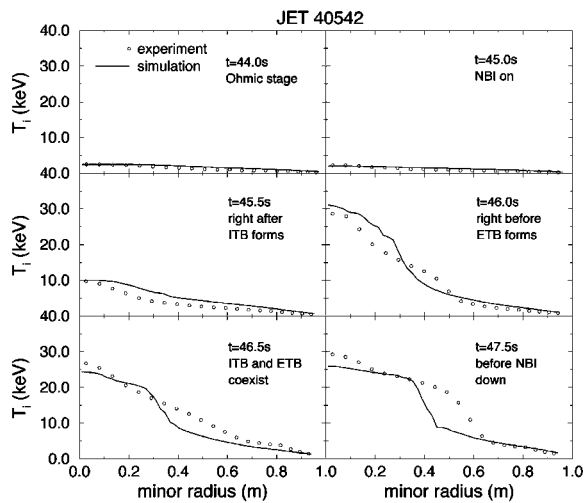 JET 40542
40.0
30.0
20.0
10.0
40.0
30.0
20.0
10.0
40.0
30.0
20.0
10.0
0.0
T_i (keV)
T_i (keV)
T_i (keV)
experiment
simulation
t=44.0s
Ohmic stage
t=45.0s
NBI on
t=45.5s
right after
ITB forms
t=46.0s
right before
ETB forms
t=46.5s
ITB and ETB
coexist
t=47.5s
before NBI
down
0.0 0.2 0.4 0.6 0.8 1.0 0.2 0.4 0.6 0.8 1.0
minor radius (m) minor radius (m)